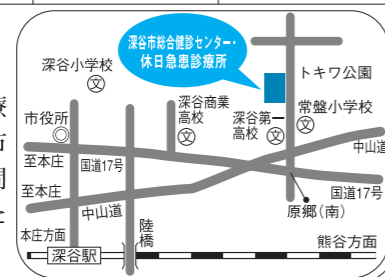 深谷市総合健診センター・
休日急患診療所
深谷小学校
文
トキワ公園
市役所
深谷商業
高校
文
深谷第一
高校
常盤小学校
文
中山道
至本庄
国道17号
至本庄
中山道
国道17号
原郷(南)
陸橋
本庄方面
熊谷方面
深谷駅